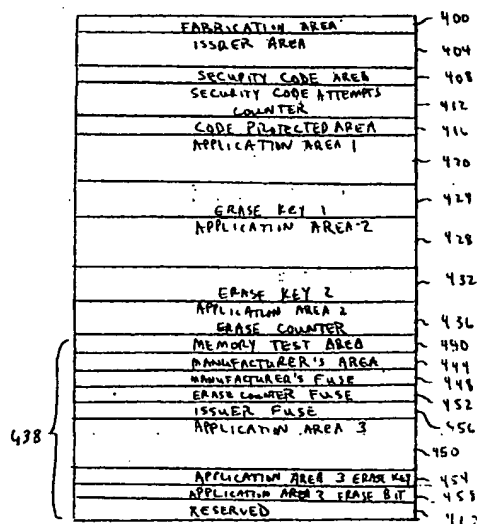 FABRICATION AREA 400
ISSUER AREA 404
SECURITY CODE AREA 408
SECURITY CODE ATTEMPTS
COUNTER 412
CODE PROTECTED AREA 416
APPLICATION AREA 1
420
424
ERASE KEY 1
APPLICATION AREA 2
428
432
ERASE KEY 2
APPLICATION AREA 2
ERASE COUNTER 436
MEMORY TEST AREA 440
MANUFACTURER'S AREA 444
MANUFACTURER'S FUSE 448
ERASE COUNTER FUSE 452
ISSUER FUSE 456
APPLICATION AREA 3
438
450
APPLICATION AREA 3 ERASE KEY 454
APPLICATION AREA 3 ERASE BIT 458
RESERVED